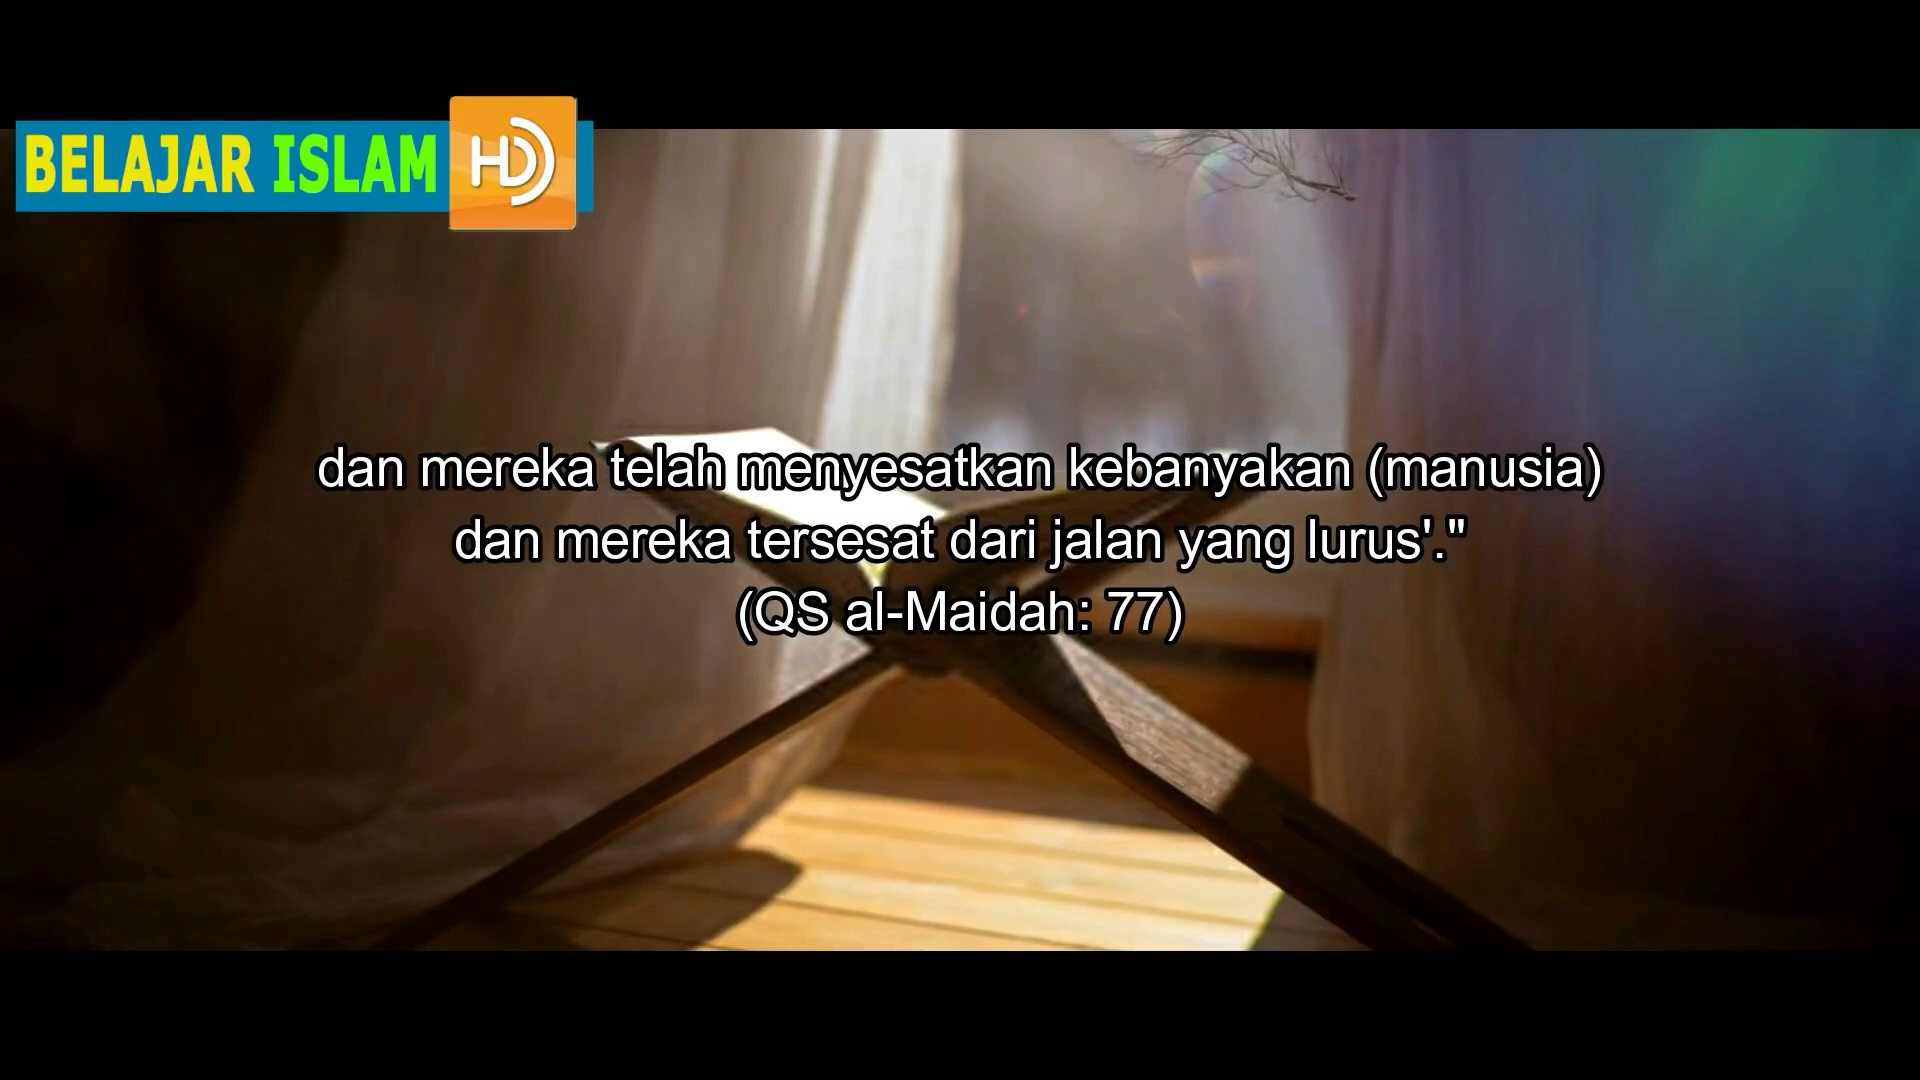 BELAJAR ISLAM HD
dan mereka telah menyesatkan kebanyakan (manusia)
dan mereka tersesat dari jalan yang lurus'."
(QS al-Maidah: 77)